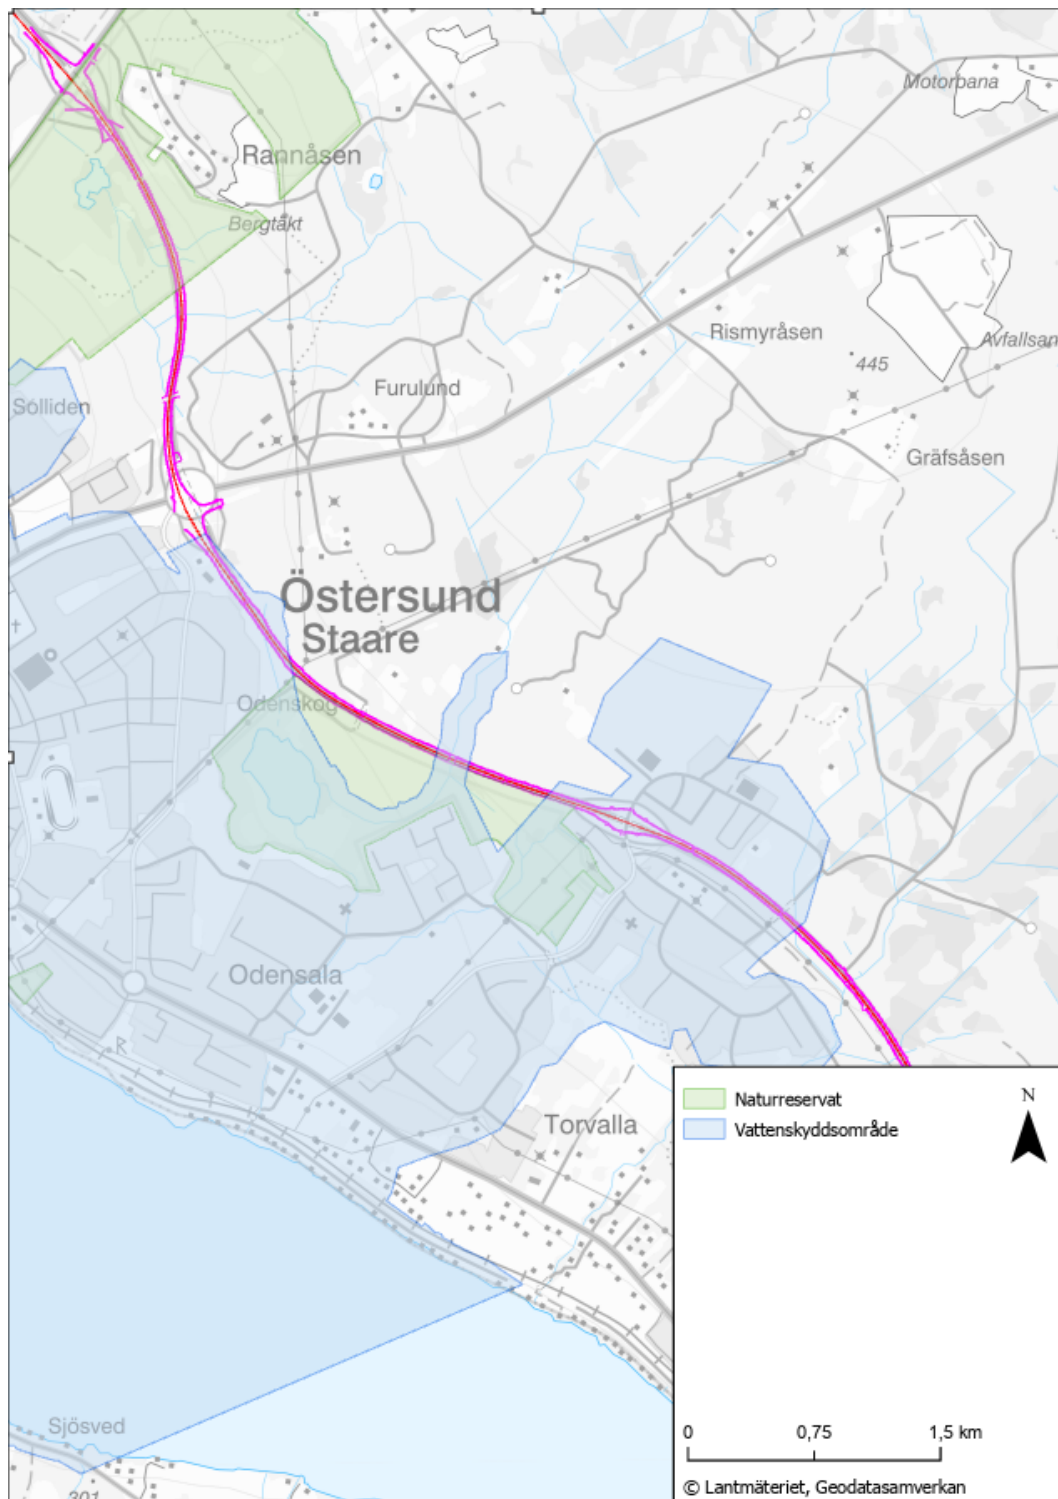 Motorbana
Rannåsen
Bergtäkt
Rismyråsen
Avfallsan
445
Furulund
Solliden
Gräfsåsen
Östersund
Staare
Odenskog
Odensala
R
Torvalla
Naturreservat
Vattenskyddsområde
N
Sjösved
0 0,75 1,5 km
301
© Lantmäteriet, Geodatasamverkan